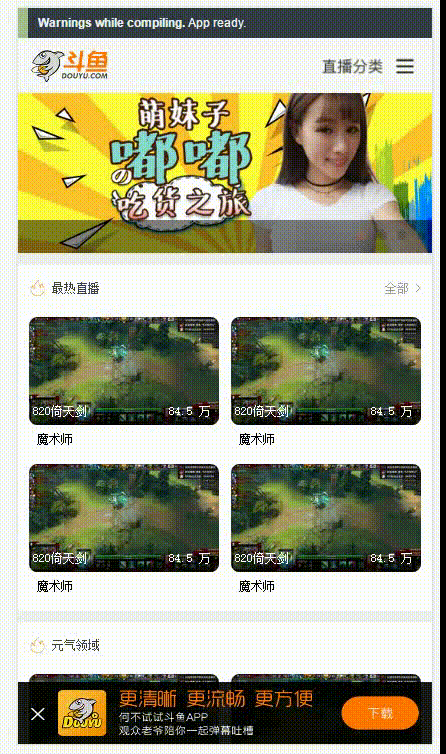 Warnings while compiling. App ready.
斗鱼
DOUYU.COM
直播分类
萌妹子
嘟嘟
の
吃货之旅
最热直播
全部
820倚天剑 84.5 万
820倚天剑 84.5 万
魔术师
魔术师
820倚天剑 84.5 万
820倚天剑 84.5 万
魔术师
魔术师
元气领域
更清晰 更流畅 更方便
何不试试斗鱼APP
观众老爷陪你一起弹幕吐槽
下载